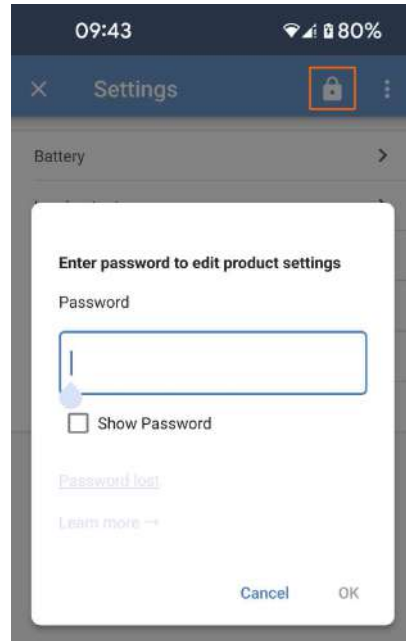 09:43 80%
Settings
Battery
Enter password to edit product settings
Password
Show Password
Password lost
Learn more →
Cancel OK